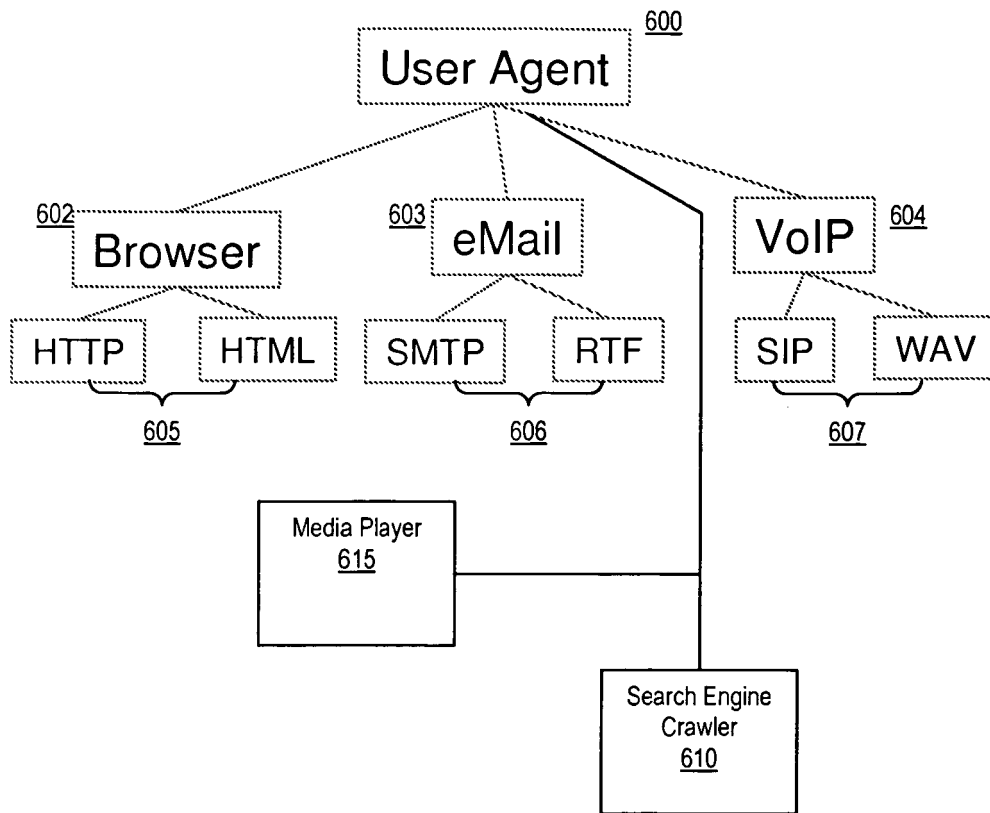 600
User Agent
602
Browser
603
eMail
VoIP
604
HTTP
HTML
SMTP
RTF
SIP
WAV
605
606
607
Media Player
615
Search Engine
Crawler
610